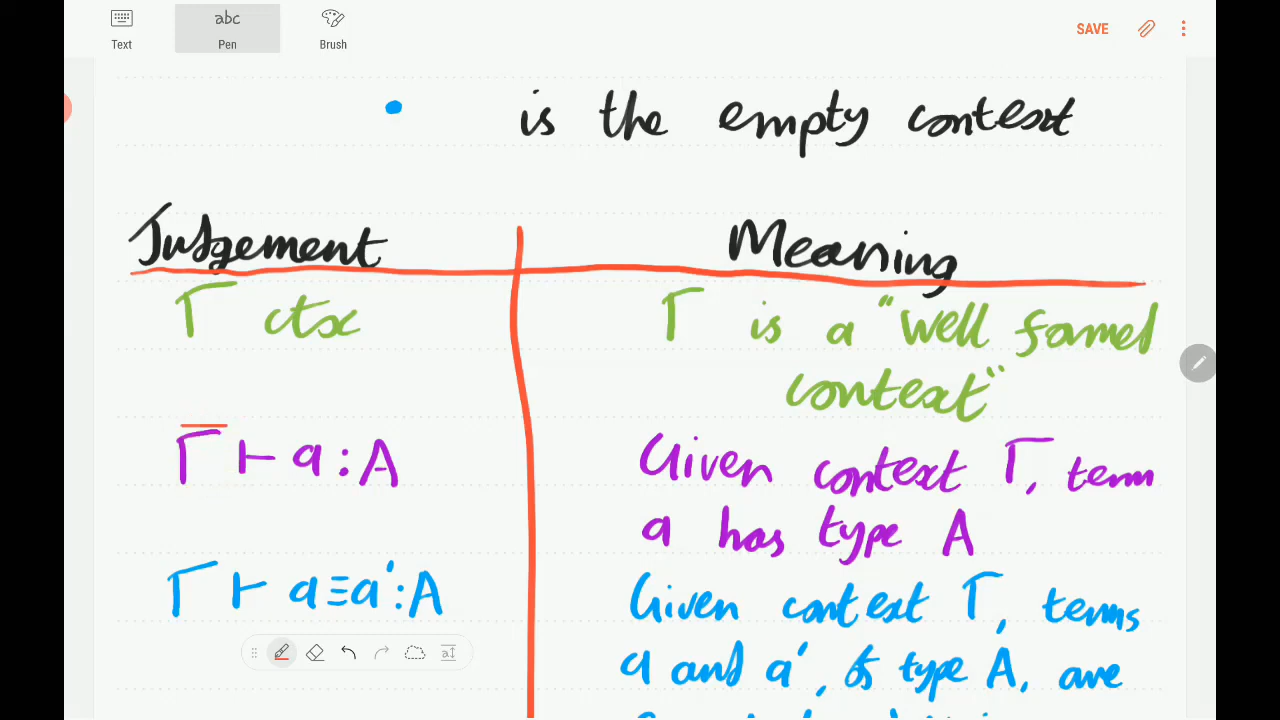 abc
Text Pen Brush
SAVE
• is the empty context
Judgement Meaning
Γ ctx
Γ is a "well formed
context"
Γ ⊢ a : A
Given context Γ, term
a has type A
Γ ⊢ a ≡ a' : A
Given context Γ, terms
a and a', of type A, are